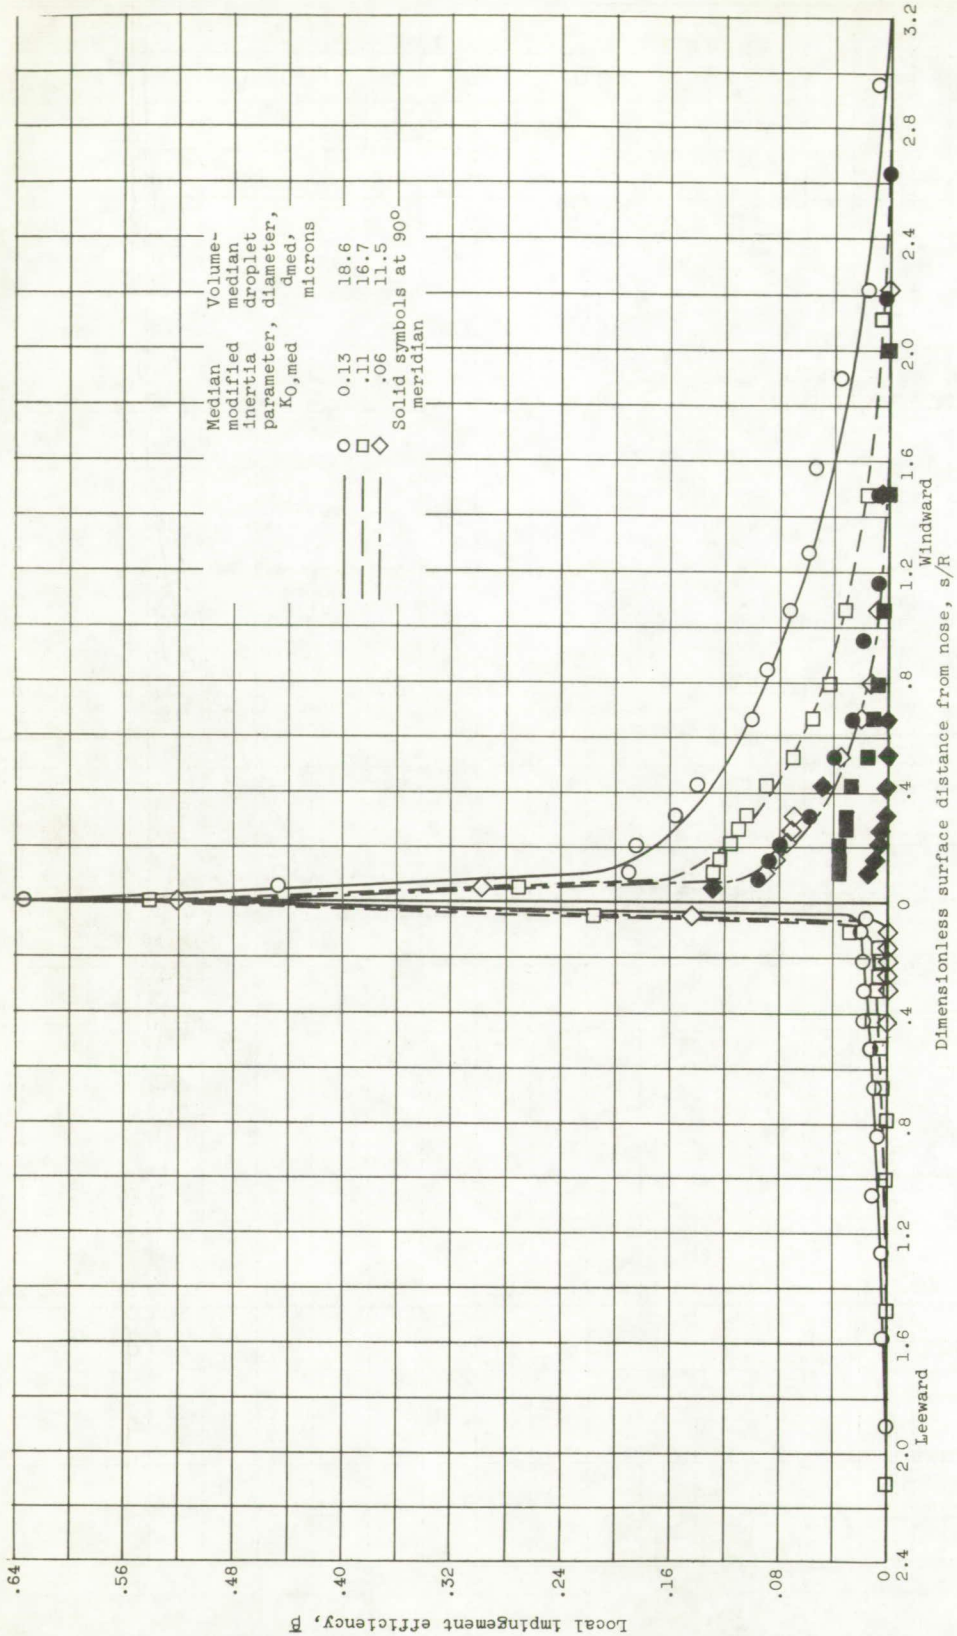 Median Volume-
modified median
inertia droplet
parameter, diameter,
K0,med dmed,
microns
0.13 18.6
.11 16.7
.06 11.5
Solid symbols at 90°
meridian
Local impingement efficiency, β̅
.64
.56
.48
.40
.32
.24
.16
.08
0
2.4 2.0 1.6 1.2 .8 .4 0 .4 .8 1.2 1.6 2.0 2.4 2.8 3.2
Leeward Windward
Dimensionless surface distance from nose, s/R